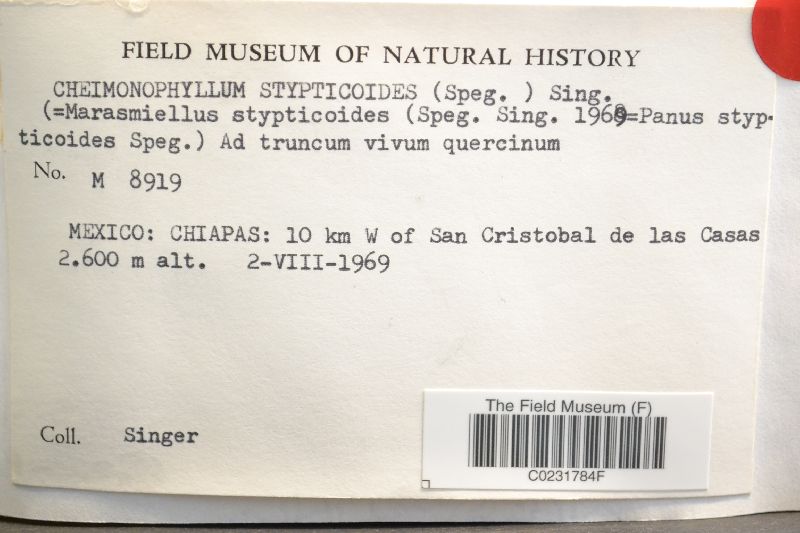 FIELD MUSEUM OF NATURAL HISTORY
CHEIMONOPHYLLUM STYPTICOIDES (Speg. ) Sing.
(=Marasmiellus stypticoides (Speg. Sing. 1969=Panus styp-
ticoides Speg.) Ad truncum vivum quercinum
No. M 8919
MEXICO: CHIAPAS: 10 km W of San Cristobal de las Casas
2.600 m alt. 2-VIII-1969
Coll. Singer
The Field Museum (F)
C0231784F